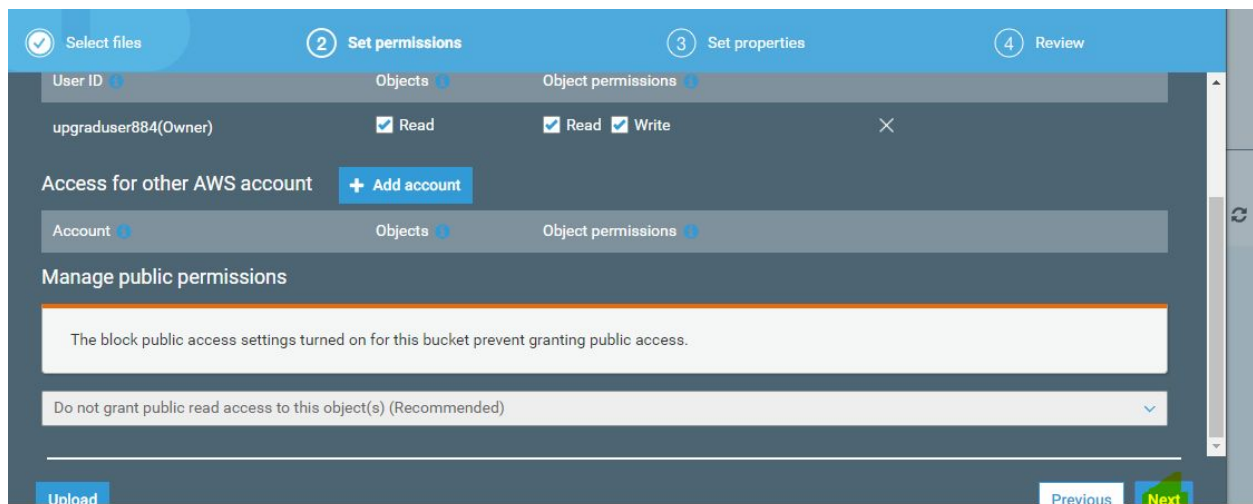 Select files 2 Set permissions 3 Set properties 4 Review
User ID Objects Object permissions
upgraduser884(Owner) Read Read Write
Access for other AWS account + Add account
Account Objects Object permissions
Manage public permissions
The block public access settings turned on for this bucket prevent granting public access.
Do not grant public read access to this object(s) (Recommended)
Upload Previous Next